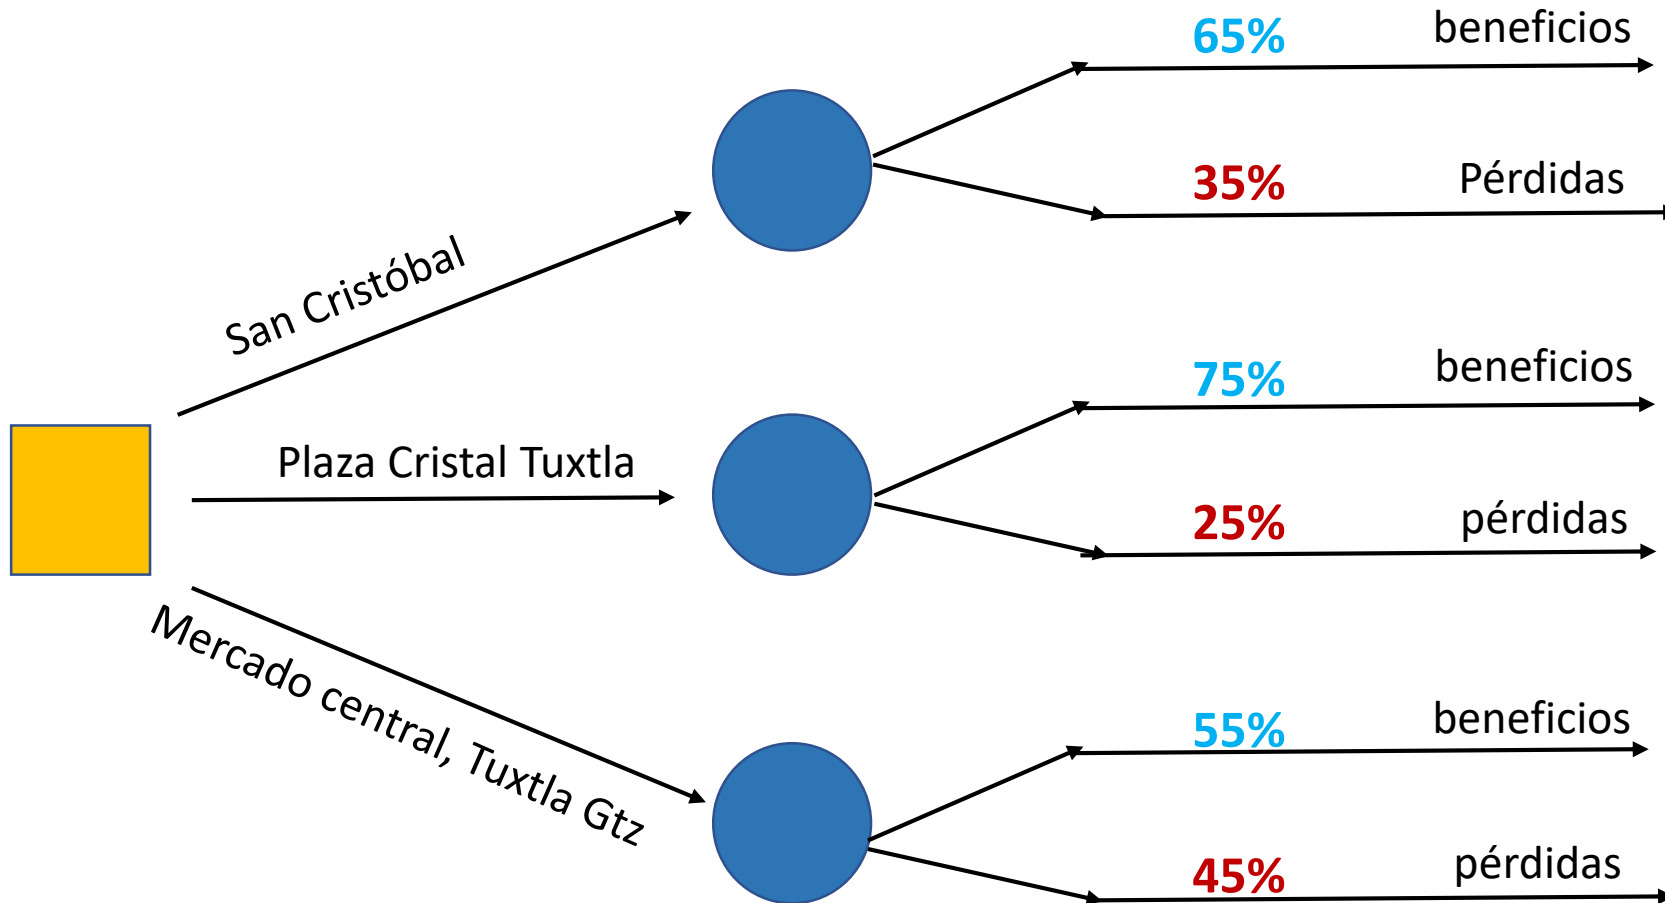 65% beneficios
35% Pérdidas
San Cristóbal
75% beneficios
Plaza Cristal Tuxtla
25% pérdidas
Mercado central, Tuxtla Gtz
55% beneficios
45% pérdidas